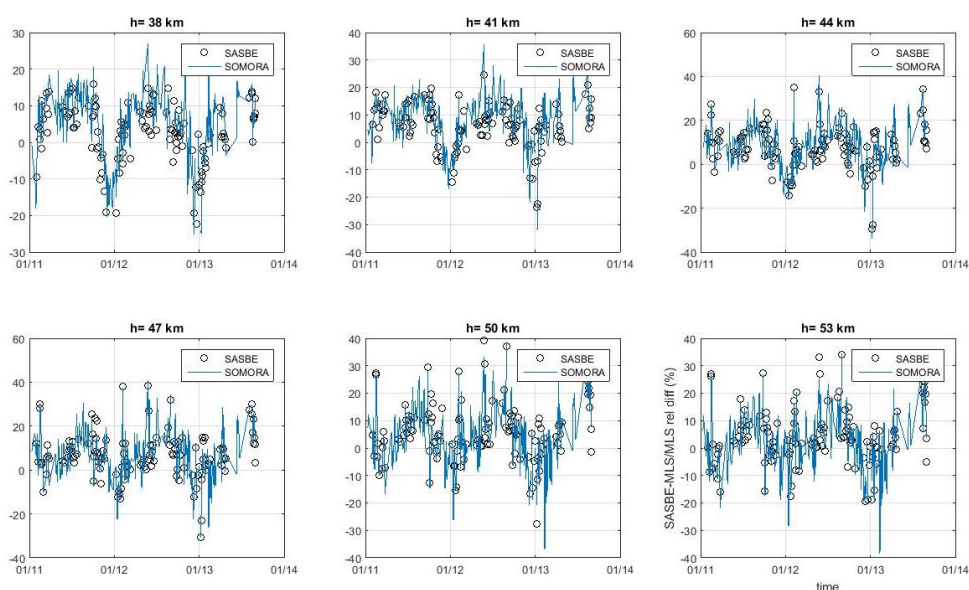 h= 38 km
30
20
10
0
-10
-20
-30
01/11 01/12 01/13 01/14
SASBE
SOMORA
h= 41 km
40
30
20
10
0
-10
-20
-30
-40
01/11 01/12 01/13 01/14
SASBE
SOMORA
h= 44 km
60
40
20
0
-20
-40
01/11 01/12 01/13 01/14
SASBE
SOMORA
h= 47 km
60
40
20
0
-20
-40
01/11 01/12 01/13 01/14
SASBE
SOMORA
h= 50 km
40
30
20
10
0
-10
-20
-30
-40
01/11 01/12 01/13 01/14
SASBE
SOMORA
h= 53 km
SASBE-MLS/MLS rel diff (%)
40
30
20
10
0
-10
-20
-30
-40
01/11 01/12 01/13 01/14
time
SASBE
SOMORA